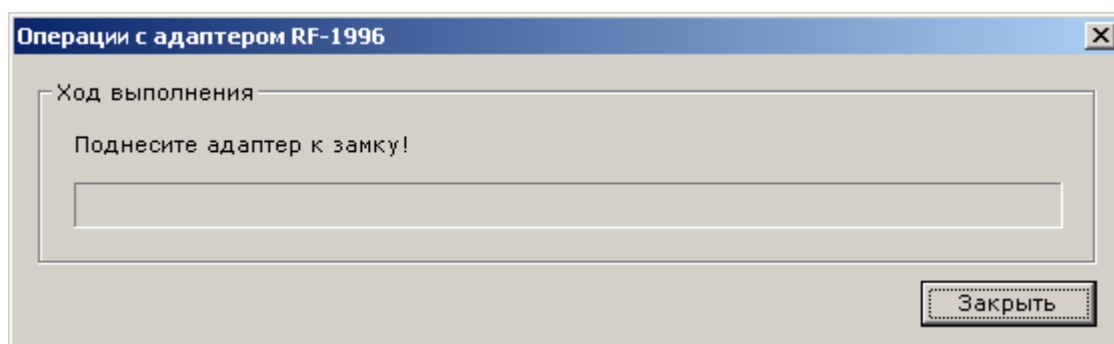 Операции с адаптером RF-1996
Ход выполнения
Поднесите адаптер к замку!
Закрыть